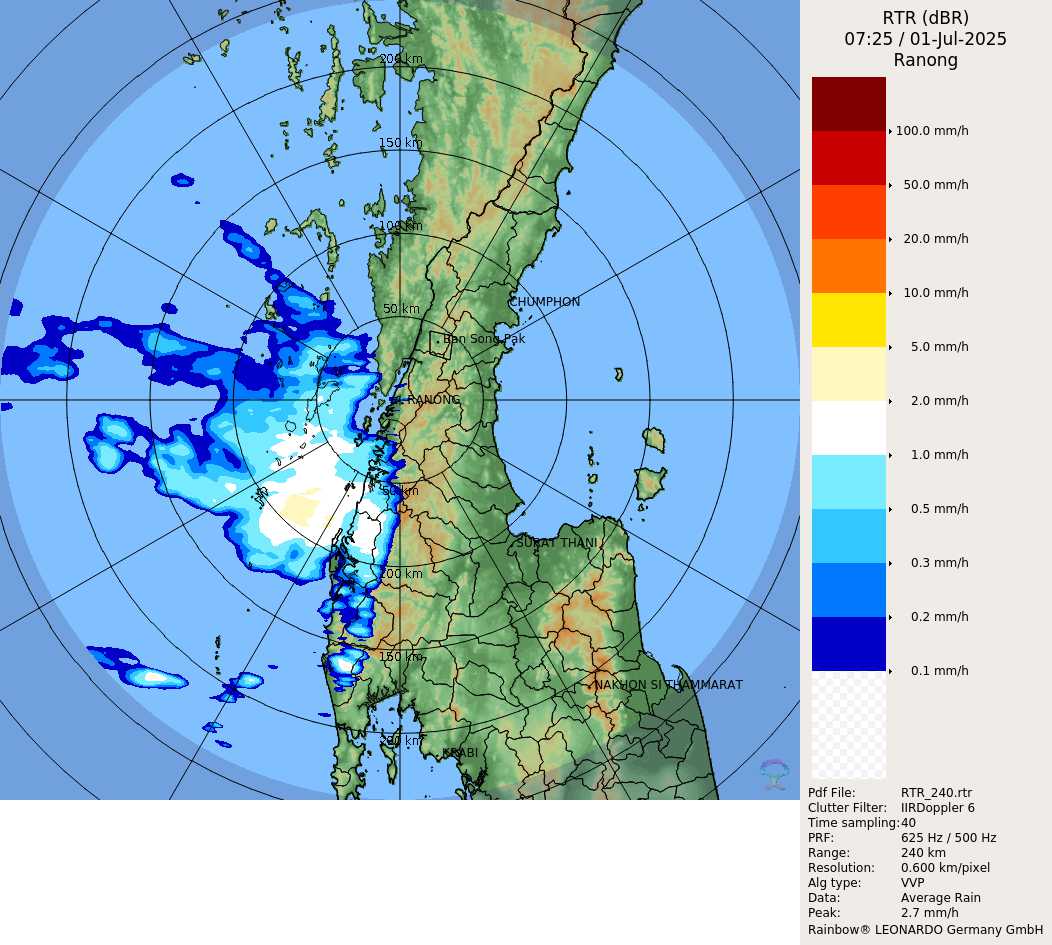 RTR (dBR)
07:25 / 01-Jul-2025
Ranong
200 km
150 km
100 km
50 km
CHUMPHON
Ban Song Pak
RANONG
50 km
SURAT THANI
100 km
150 km
NAKHON SI THAMMARAT
200 km
KRABI
100.0 mm/h
50.0 mm/h
20.0 mm/h
10.0 mm/h
5.0 mm/h
2.0 mm/h
1.0 mm/h
0.5 mm/h
0.3 mm/h
0.2 mm/h
0.1 mm/h
Pdf File: RTR_240.rtr
Clutter Filter: IIRDoppler 6
Time sampling: 40
PRF: 625 Hz / 500 Hz
Range: 240 km
Resolution: 0.600 km/pixel
Alg type: VVP
Data: Average Rain
Peak: 2.7 mm/h
Rainbow® LEONARDO Germany GmbH